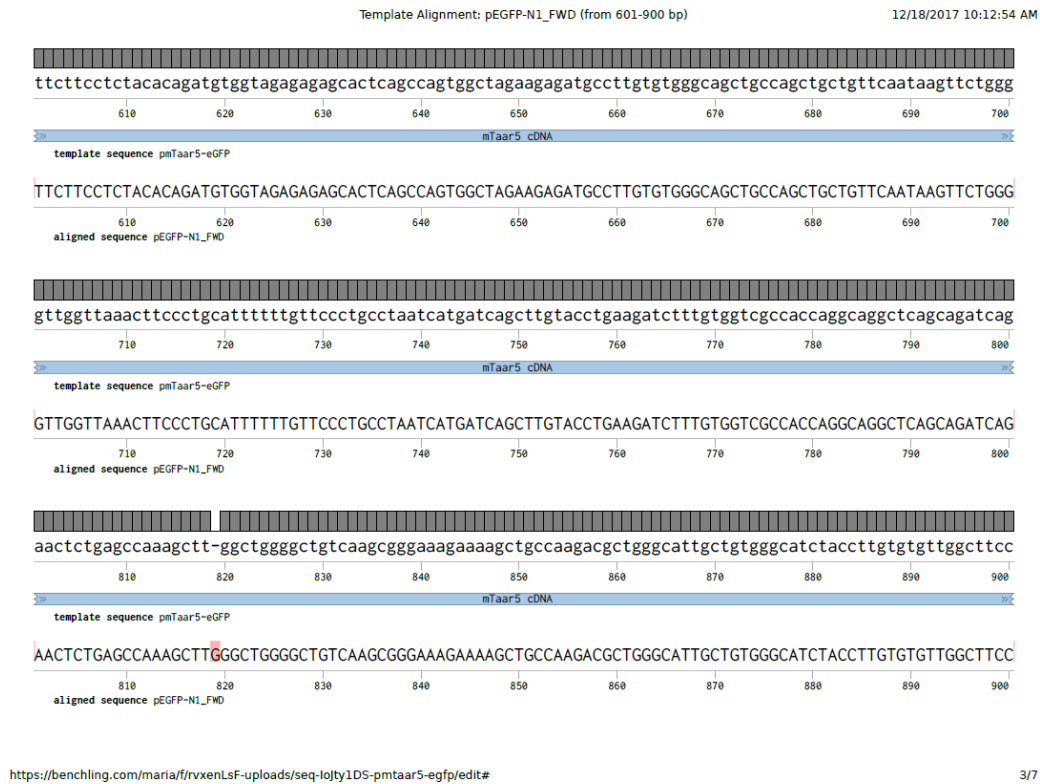 Template Alignment: pEGFP-N1_FWD (from 601-900 bp) 12/18/2017 10:12:54 AM
ttcttcctctacacagatgtggtagagagagcactcagccagtggctagaagagatgccttgtgtgggcagctgccagctgctgttcaataagttctggg
610 620 630 640 650 660 670 680 690 700
mTaar5 cDNA
template sequence pmTaar5-eGFP
TTCTTCCTCTACACAGATGTGGTAGAGAGAGCACTCAGCCAGTGGCTAGAAGAGATGCCTTGTGTGGGCAGCTGCCAGCTGCTGTTCAATAAGTTCTGGG
610 620 630 640 650 660 670 680 690 700
aligned sequence pEGFP-N1_FWD
gttggttaaacttccctgcattttttgttccctgcctaatcatgatcagcttgtacctgaagatctttgtggtcgccaccaggcaggctcagcagatcag
710 720 730 740 750 760 770 780 790 800
mTaar5 cDNA
template sequence pmTaar5-eGFP
GTTGGTTAAACTTCCCTGCATTTTTTGTTCCCTGCCTAATCATGATCAGCTTGTACCTGAAGATCTTTGTGGTCGCCACCAGGCAGGCTCAGCAGATCAG
710 720 730 740 750 760 770 780 790 800
aligned sequence pEGFP-N1_FWD
aactctgagccaaagctt-ggctggggctgtcaagcgggaaagaaaagctgccaagacgctgggcattgctgtgggcatctaccttgtgtgttggcttcc
810 820 830 840 850 860 870 880 890 900
mTaar5 cDNA
template sequence pmTaar5-eGFP
AACTCTGAGCCAAAGCTTGGGCTGGGGCTGTCAAGCGGGAAAGAAAAGCTGCCAAGACGCTGGGCATTGCTGTGGGCATCTACCTTGTGTGTTGGCTTCC
810 820 830 840 850 860 870 880 890 900
aligned sequence pEGFP-N1_FWD
https://benchling.com/maria/f/rvxenLsF-uploads/seq-IoJty1DS-pmtaar5-egfp/edit# 3/7